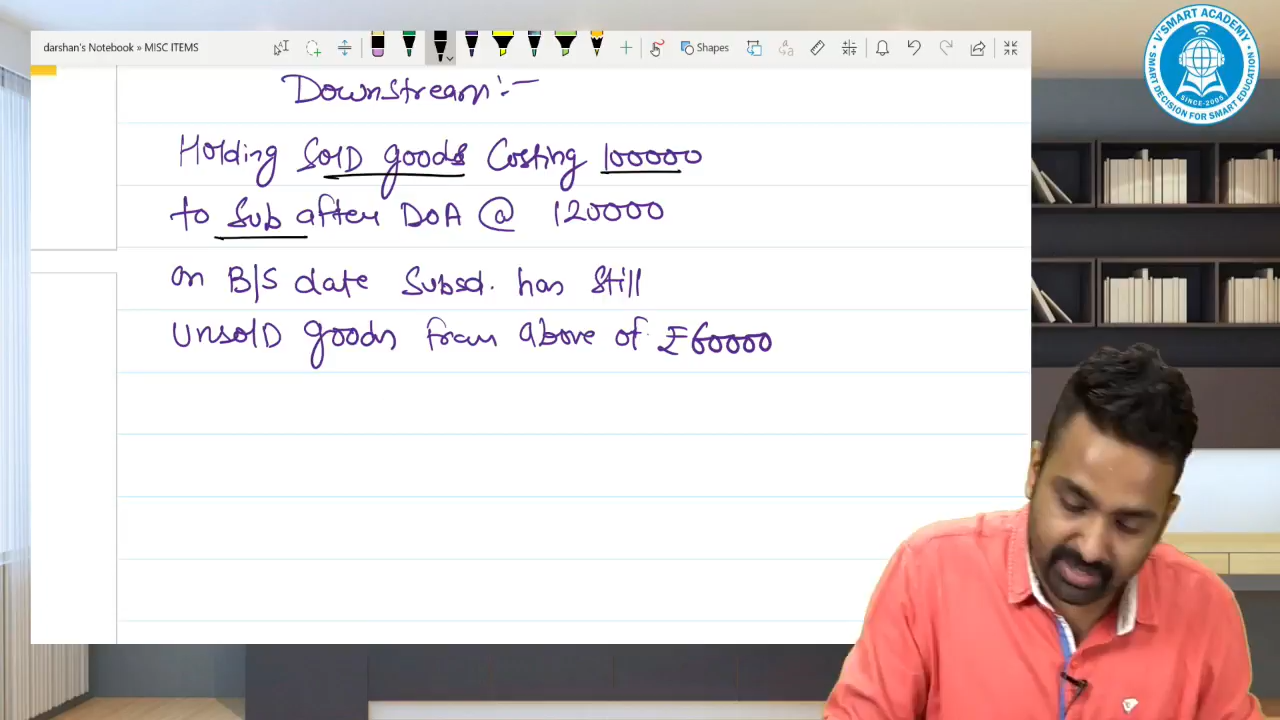 darshan's Notebook » MISC ITEMS
Shapes
V'SMART ACADEMY
SINCE-2005
SMART DECISION FOR SMART EDUCATION
Downstream:-
Holding sold goods Costing 100000
to Sub after DOA @ 120000
on B/S date Subsd. has still
unsold goods from above of ₹60000